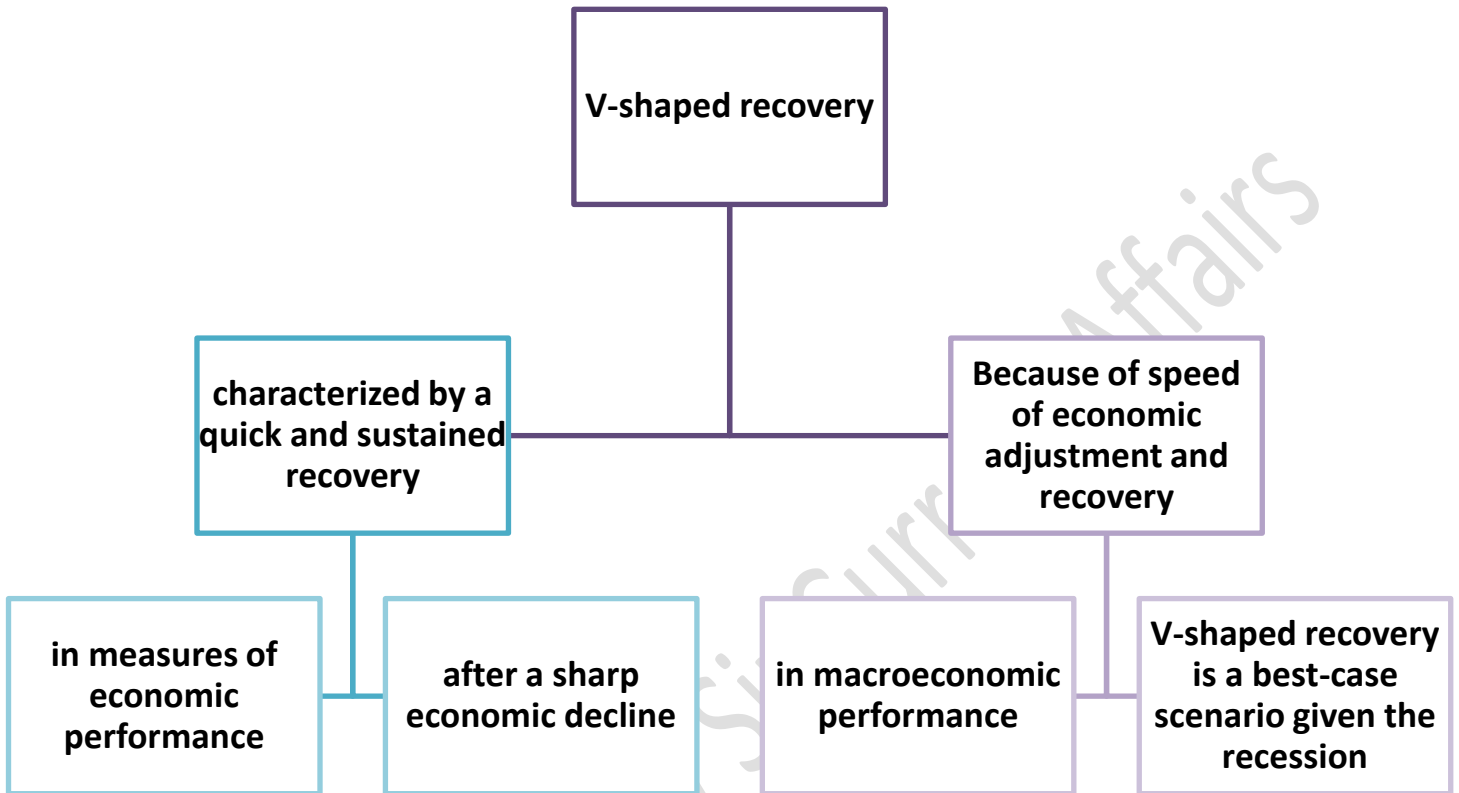 V-shaped recovery
characterized by a
quick and sustained
recovery
Because of speed
of economic
adjustment and
recovery
in measures of
economic
performance
after a sharp
economic decline
in macroeconomic
performance
V-shaped recovery
is a best-case
scenario given the
recession
Affairs